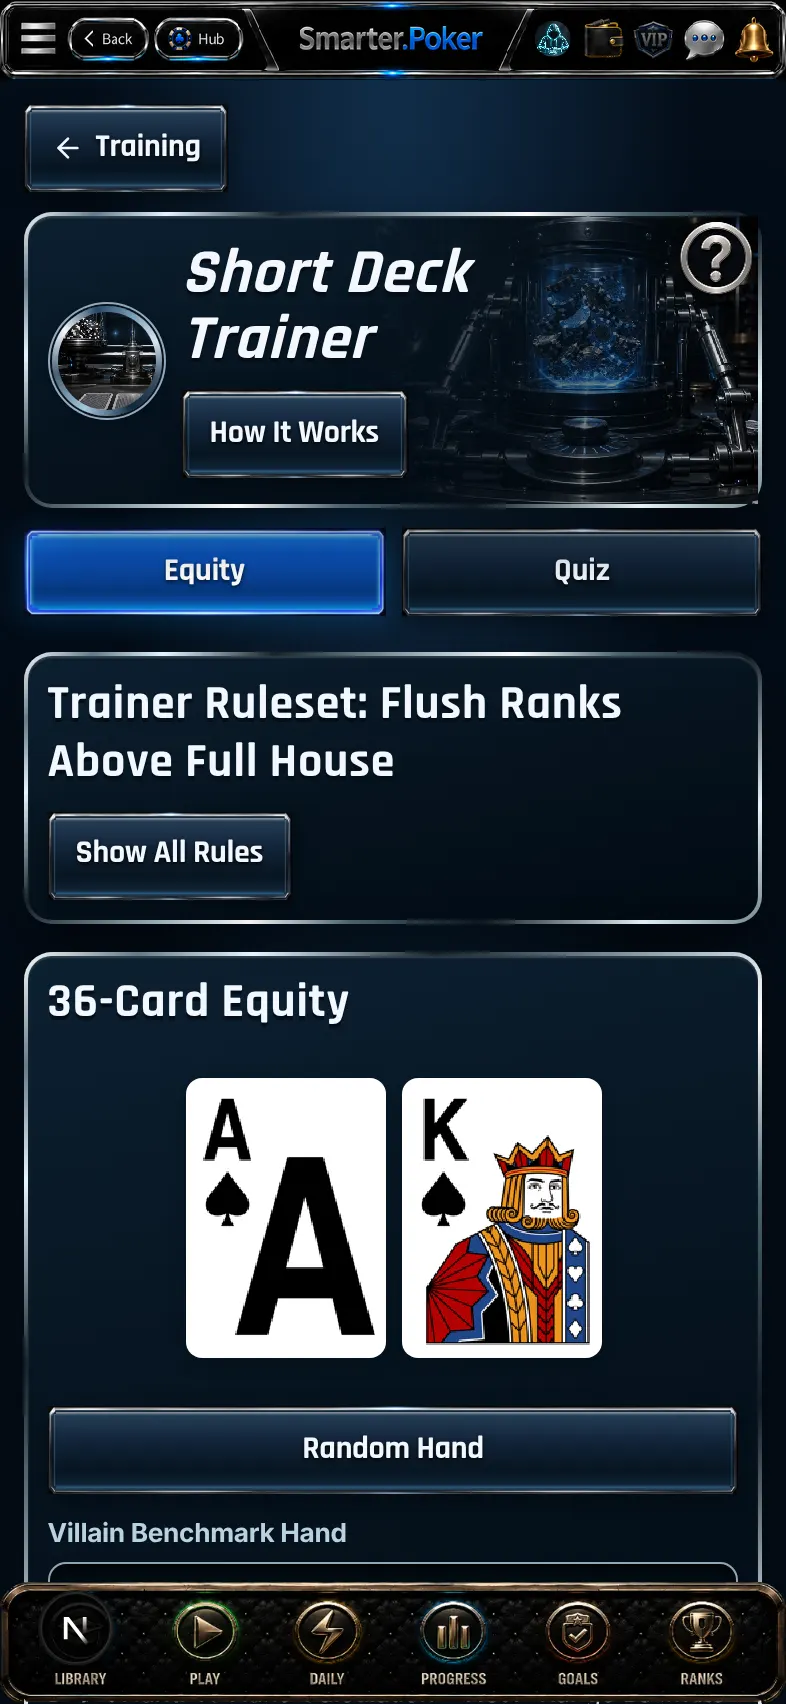 Back
Hub
Smarter.Poker
VIP
Training
Short Deck
Trainer
?
How It Works
Equity
Quiz
Trainer Ruleset: Flush Ranks
Above Full House
Show All Rules
36-Card Equity
A
A
K
Random Hand
Villain Benchmark Hand
N
LIBRARY
PLAY
DAILY
PROGRESS
GOALS
RANKS